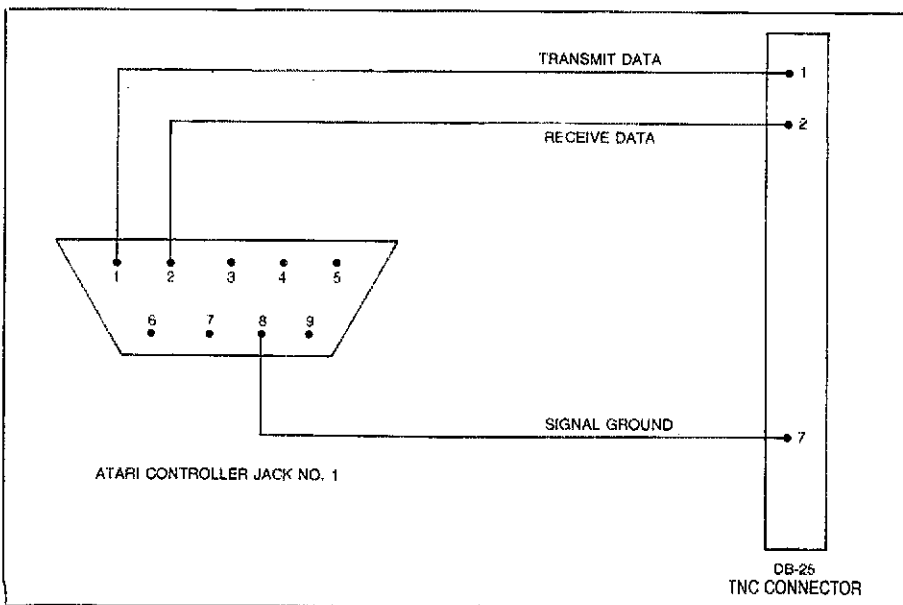 TRANSMIT DATA
1
2
RECEIVE DATA
1 2 3 4 5
6 7 8 9
SIGNAL GROUND
7
ATARI CONTROLLER JACK NO. 1
DB-25
TNC CONNECTOR